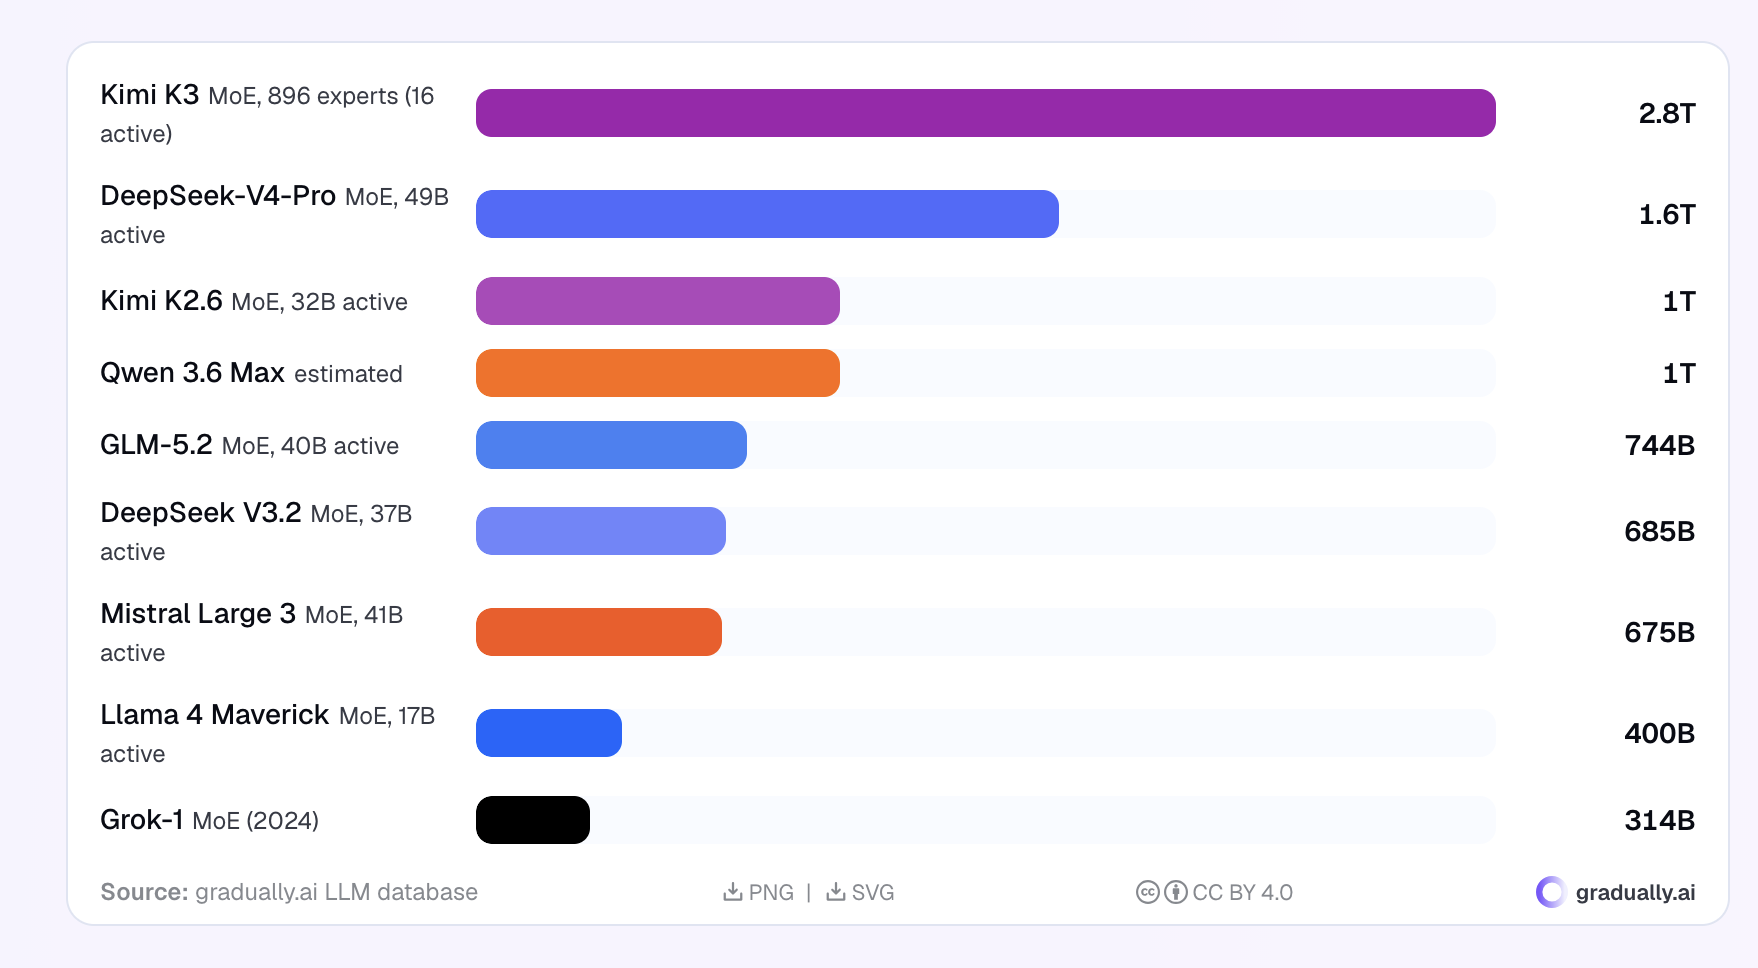 Kimi K3 MoE, 896 experts (16
active)
2.8T
DeepSeek-V4-Pro MoE, 49B
active
1.6T
Kimi K2.6 MoE, 32B active
1T
Qwen 3.6 Max estimated
1T
GLM-5.2 MoE, 40B active
744B
DeepSeek V3.2 MoE, 37B
active
685B
Mistral Large 3 MoE, 41B
active
675B
Llama 4 Maverick MoE, 17B
active
400B
Grok-1 MoE (2024)
314B
Source: gradually.ai LLM database
PNG | SVG
CC BY 4.0
gradually.ai